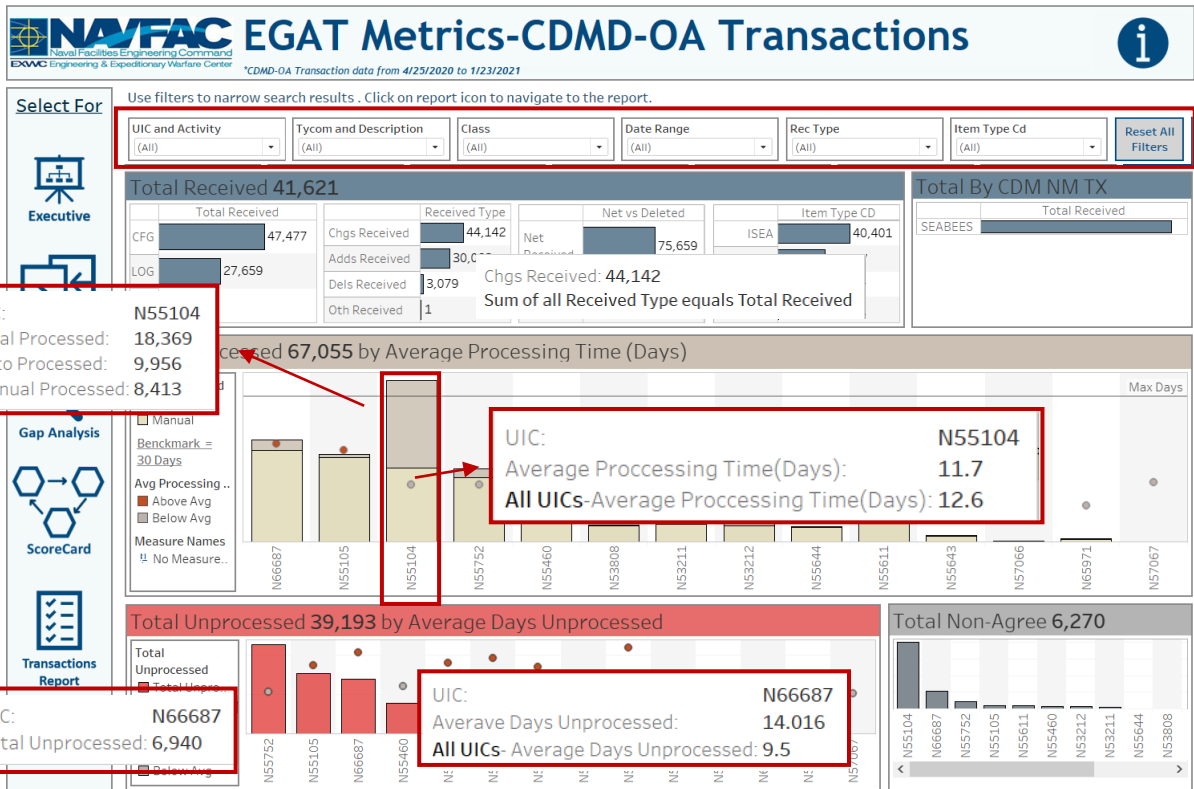 NAVFAC
Naval Facilities Engineering Command
EXWC Engineering & Expeditionary Warfare Center
EGAT Metrics-CDMD-OA Transactions
*CDMD-OA Transaction data from 4/25/2020 to 1/23/2021
i
Select For
Use filters to narrow search results . Click on report icon to navigate to the report.
UIC and Activity
(All)
Tycom and Description
(All)
Class
(All)
Date Range
(All)
Rec Type
(All)
Item Type Cd
(All)
Reset All
Filters
Executive
Gap Analysis
ScoreCard
Transactions
Report
Total Received 41,621
Total Received
CFG 47,477
LOG 27,659
Received Type
Chgs Received 44,142
Adds Received
Dels Received 3,079
Oth Received 1
Net vs Deleted
Net
Received
75,659
Item Type CD
ISEA 40,401
Chgs Received: 44,142
Sum of all Received Type equals Total Received
Total By CDM NM TX
Total Received
SEABEES
N55104
Processed: 18,369
Processed: 9,956
Processed: 8,413
67,055 by Average Processing Time (Days)
Max Days
Manual
Benckmark =
30 Days
Avg Processing ..
Above Avg
Below Avg
Measure Names
No Measure..
UIC: N55104
Average Proccessing Time(Days): 11.7
All UICs-Average Proccessing Time(Days): 12.6
N66687
N55105
N55104
N55752
N55460
N53808
N53211
N53212
N55644
N55611
N55643
N57066
N65971
N57067
Total Unprocessed 39,193 by Average Days Unprocessed
Total
Unprocessed
Total Unpro..
Below Avg
N66687
Unprocessed: 6,940
UIC: N66687
Averave Days Unprocessed: 14.016
All UICs- Average Days Unprocessed: 9.5
N55752
N55105
N66687
N55460
N57067
Total Non-Agree 6,270
N55104
N66687
N55752
N55105
N55611
N55460
N53212
N53211
N55644
N53808